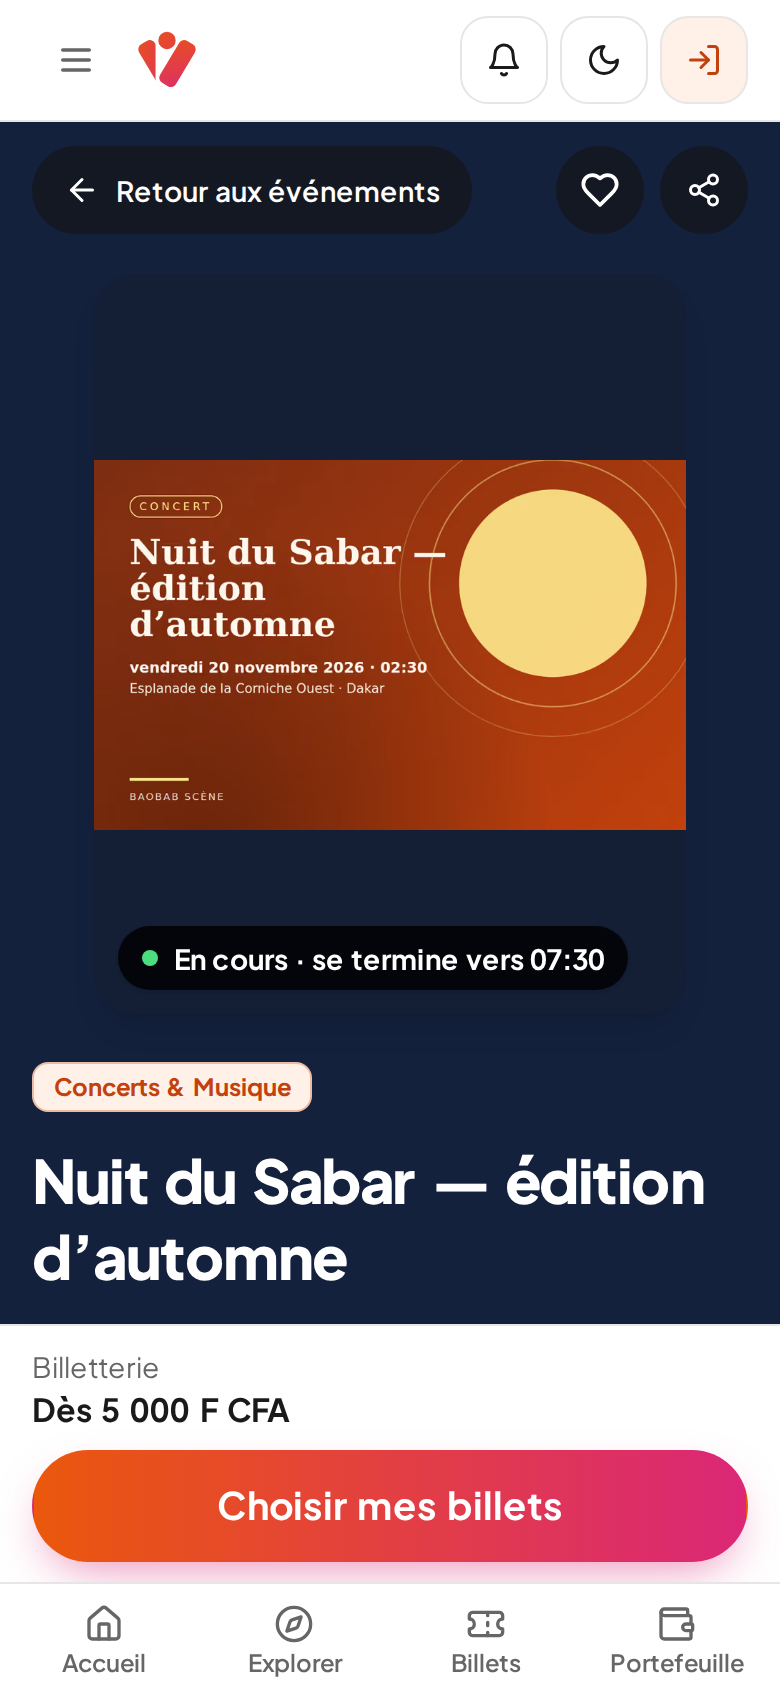 Retour aux événements
CONCERT
Nuit du Sabar —
édition
d’automne
vendredi 20 novembre 2026 · 02:30
Esplanade de la Corniche Ouest · Dakar
BAOBAB SCÈNE
En cours · se termine vers 07:30
Concerts & Musique
Nuit du Sabar — édition
d’automne
Billetterie
Dès 5 000 F CFA
Choisir mes billets
Accueil
Explorer
Billets
Portefeuille